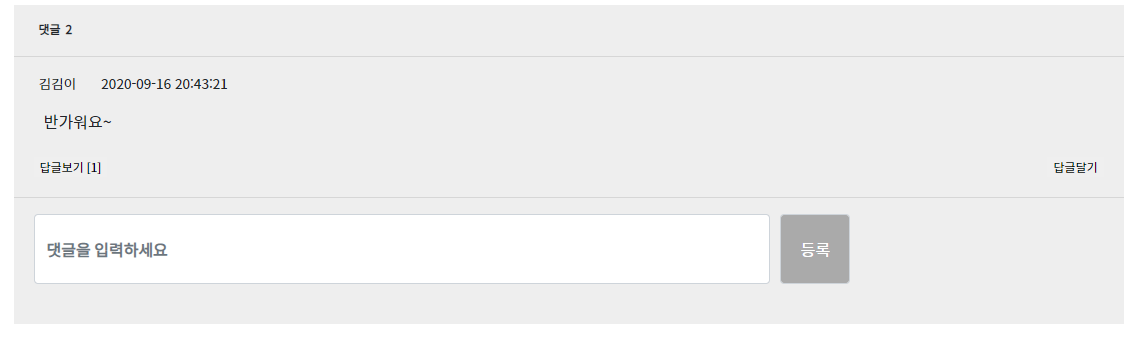 댓글 2
김김이 2020-09-16 20:43:21
반가워요~
답글보기 [1] 답글달기
댓글을 입력하세요 등록